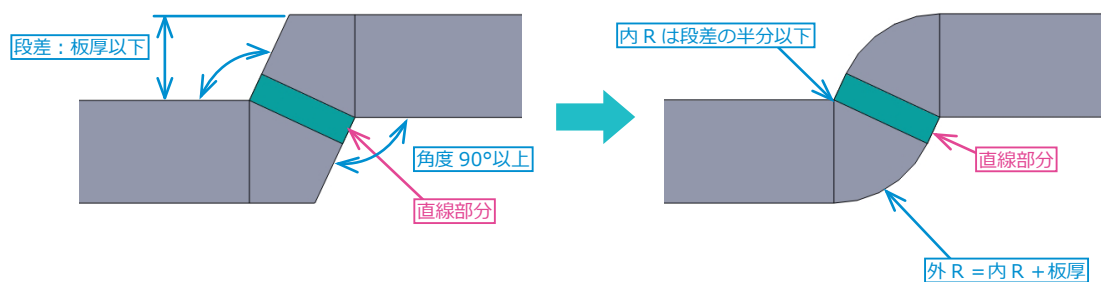 段差：板厚以下
角度 90°以上
直線部分
内 R は段差の半分以下
直線部分
外 R =内 R +板厚